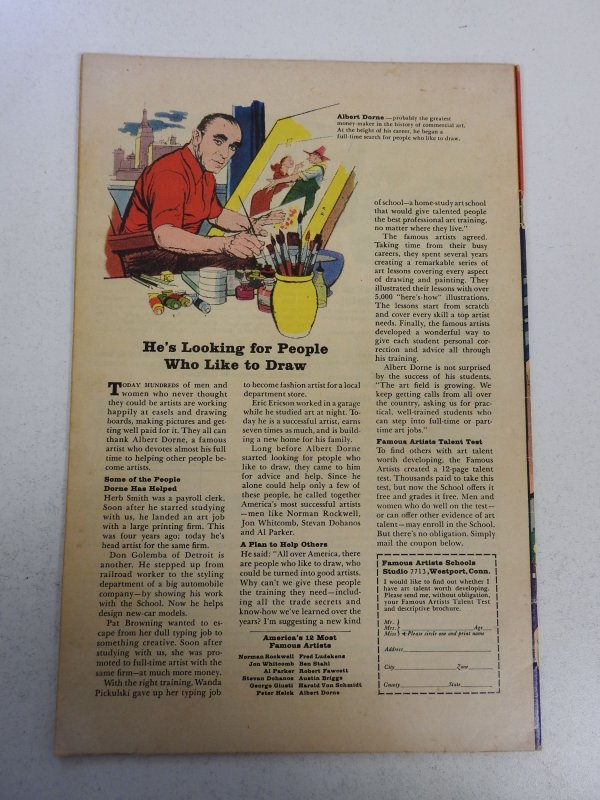 Albert Dorne—probably the greatest
money-maker in the history of commercial art.
At the height of his career, he began a
full-time search for people who like to draw.
He's Looking for People
Who Like to Draw
TODAY HUNDREDS of men and
women who never thought
they could be artists are working
happily at easels and drawing
boards, making pictures and get-
ting well paid for it. They all can
thank Albert Dorne, a famous
artist who devotes almost his full
time to helping other people be-
come artists.
Some of the People
Dorne Has Helped
Herb Smith was a payroll clerk.
Soon after he started studying
with us, he landed an art job
with a large printing firm. This
was four years ago; today he's
head artist for the same firm.
Don Golemba of Detroit is
another. He stepped up from
railroad worker to the styling
department of a big automobile
company—by showing his work
with the School. Now he helps
design new-car models.
Pat Browning wanted to es-
cape from her dull typing job to
something creative. Soon after
studying with us, she was pro-
moted to full-time artist with the
same firm—at much more money.
With the right training, Wanda
Pickulski gave up her typing job
to become fashion artist for a local
department store.
Eric Ericson worked in a garage
while he studied art at night. To-
day he is a successful artist, earns
seven times as much, and is build-
ing a new home for his family.
Long before Albert Dorne
started looking for people who
like to draw, they came to him
for advice and help. Since he
alone could help only a few of
these people, he called together
America's most successful artists
—men like Norman Rockwell,
Jon Whitcomb, Stevan Dohanos
and Al Parker.
A Plan to Help Others
He said: "All over America, there
are people who like to draw, who
could be turned into good artists.
Why can't we give these people
the training they need—includ-
ing all the trade secrets and
know-how we've learned over the
years? I'm suggesting a new kind
America's 12 Most
Famous Artists
Norman Rockwell Fred Ludekens
Jon Whitcomb Ben Stahl
Al Parker Robert Fawcett
Stevan Dohanos Austin Briggs
George Giusti Harold Von Schmidt
Peter Helck Albert Dorne
of school—a home-study art school
that would give talented people
the best professional art training,
no matter where they live."
The famous artists agreed.
Taking time from their busy
careers, they spent several years
creating a remarkable series of
art lessons covering every aspect
of drawing and painting. They
illustrated their lessons with over
5,000 "here's-how" illustrations.
The lessons start from scratch
and cover every skill a top artist
needs. Finally, the famous artists
developed a wonderful way to
give each student personal cor-
rection and advice all through
his training.
Albert Dorne is not surprised
by the success of his students.
"The art field is growing. We
keep getting calls from all over
the country, asking us for prac-
tical, well-trained students who
can step into full-time or part-
time art jobs."
Famous Artists Talent Test
To find others with art talent
worth developing, the Famous
Artists created a 12-page talent
test. Thousands paid to take this
test, but now the School offers it
free and grades it free. Men and
women who do well on the test—
or can offer other evidence of art
talent—may enroll in the School.
But there's no obligation. Simply
mail the coupon below.
Famous Artists Schools
Studio 7713, Westport, Conn.
I would like to find out whether I
have art talent worth developing.
Please send me, without obligation,
your Famous Artists Talent Test
and descriptive brochure.
Mr.
Mrs. Age
Miss Please circle one and print name
Address
City Zone
County State